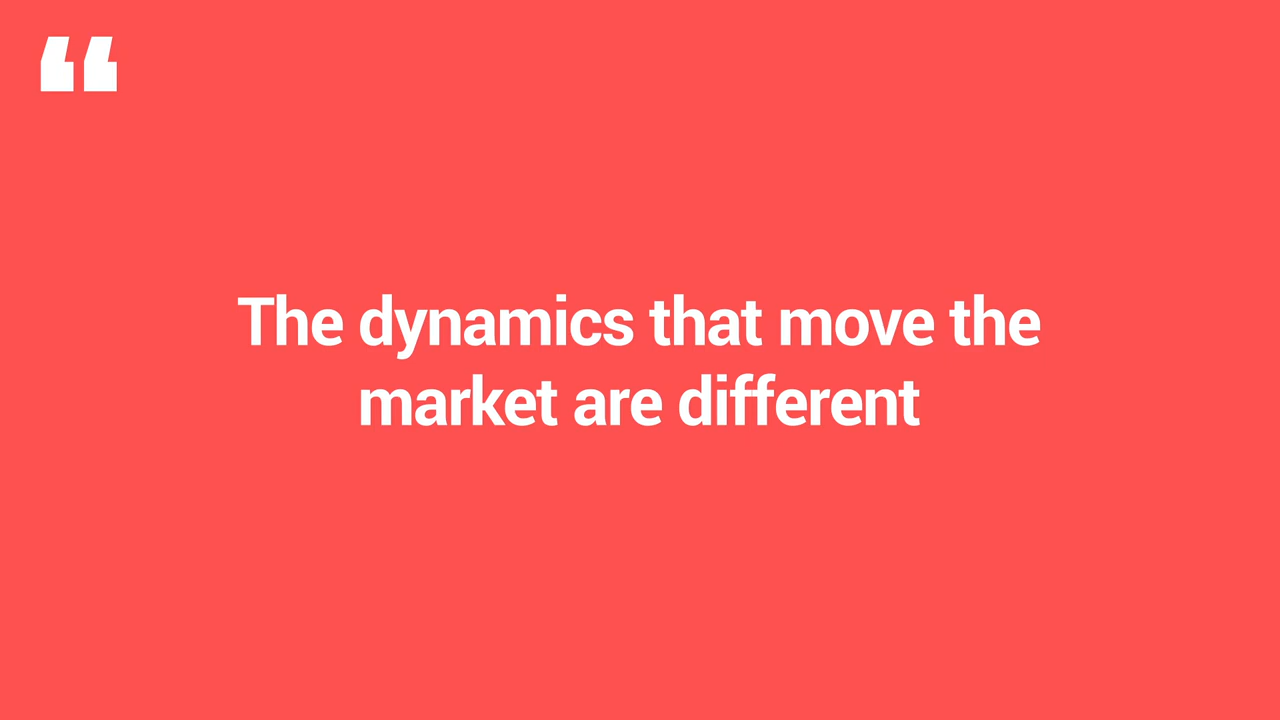 “
The dynamics that move the
market are different